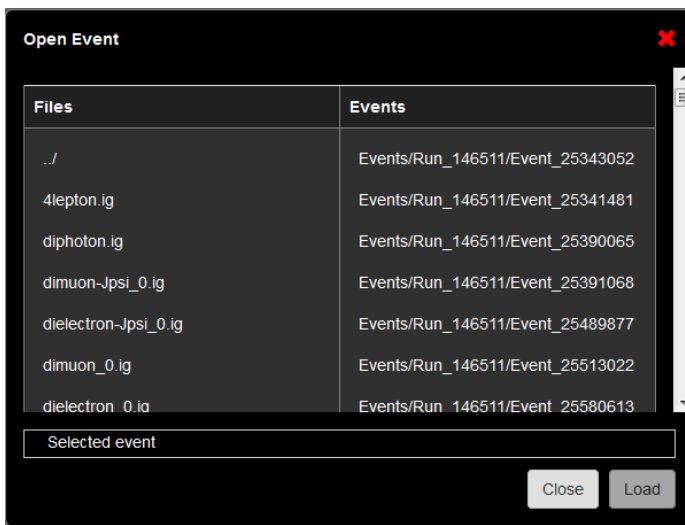 Open Event
Files Events
../ Events/Run_146511/Event_25343052
4lepton.ig Events/Run_146511/Event_25341481
diphoton.ig Events/Run_146511/Event_25390065
dimuon-Jpsi_0.ig Events/Run_146511/Event_25391068
dielectron-Jpsi_0.ig Events/Run_146511/Event_25489877
dimuon_0.ig Events/Run_146511/Event_25513022
dielectron_0.ig Events/Run_146511/Event_25580613
Selected event
Close Load